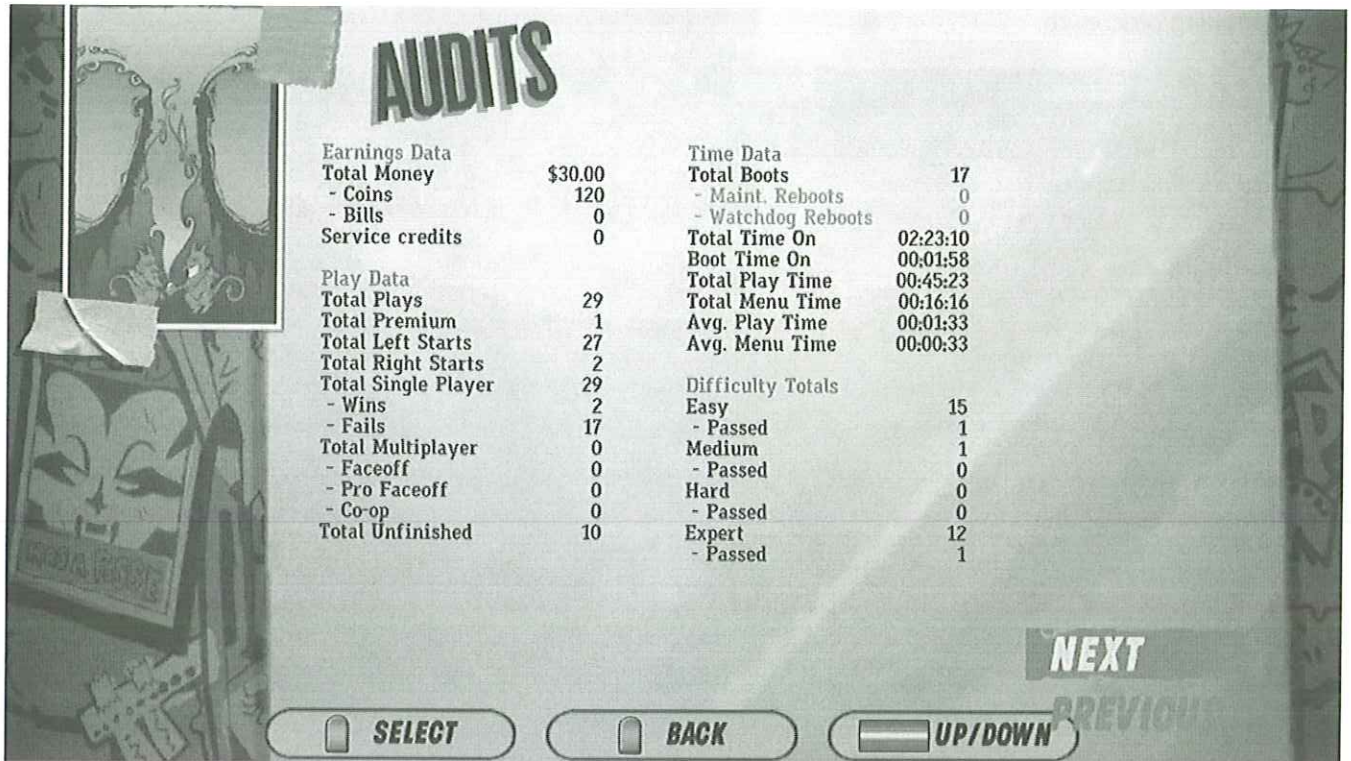 AUDITS
Earnings Data
Total Money $30.00
- Coins 120
- Bills 0
Service credits 0
Play Data
Total Plays 29
Total Premium 1
Total Left Starts 27
Total Right Starts 2
Total Single Player 29
- Wins 2
- Fails 17
Total Multiplayer 0
- Faceoff 0
- Pro Faceoff 0
- Co-op 0
Total Unfinished 10
Time Data
Total Boots 17
- Maint. Reboots 0
- Watchdog Reboots 0
Total Time On 02:23:10
Boot Time On 00:01:58
Total Play Time 00:45:23
Total Menu Time 00:16:16
Avg. Play Time 00:01:33
Avg. Menu Time 00:00:33
Difficulty Totals
Easy 15
- Passed 1
Medium 1
- Passed 0
Hard 0
- Passed 0
Expert 12
- Passed 1
NEXT
PREVIOUS
SELECT
BACK
UP/DOWN